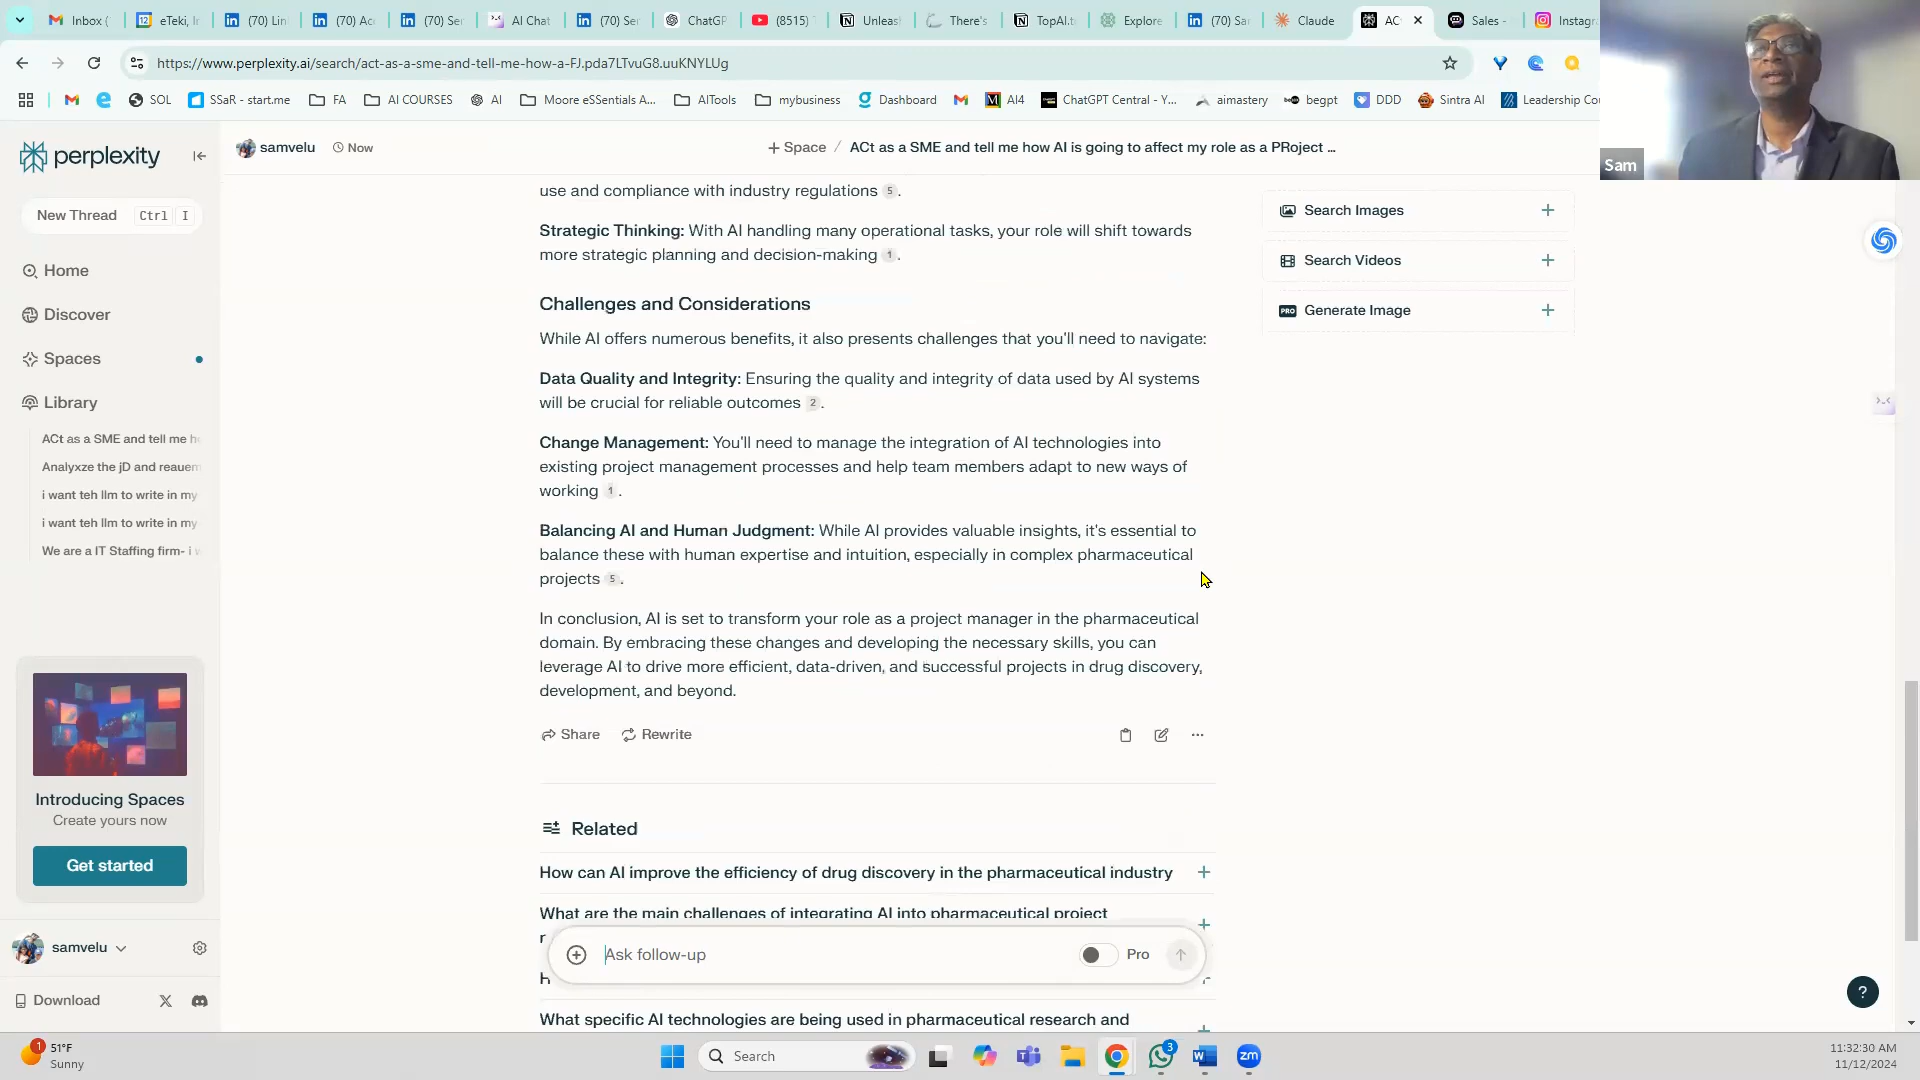 Inbox (
12
eTeki, In
(70) Lin
(70) Ac
(70) Ser
AI Chat
(70) Ser
ChatGP
(8515)
Unleas
There's
TopAI.t
Explore
(70) Sar
Claude
AC
Sales -
Instagr
https://www.perplexity.ai/search/act-as-a-sme-and-tell-me-how-a-FJ.pda7LTvuG8.uuKNYLUg
SOL
SSaR - start.me
FA
AI COURSES
AI
Moore eSSentials A...
AITools
mybusiness
Dashboard
AI4
ChatGPT Central - Y...
aimastery
begpt
DDD
Sintra AI
Leadership Cou
Sam
perplexity
samvelu
Now
Space / ACt as a SME and tell me how AI is going to affect my role as a PRoject ...
New Thread Ctrl I
Home
Discover
Spaces
Library
ACt as a SME and tell me h
Analyxze the jD and reauem
i want teh llm to write in my
i want teh llm to write in my
We are a IT Staffing firm- i w
Introducing Spaces
Create yours now
Get started
samvelu
Download
use and compliance with industry regulations 5.
Strategic Thinking: With AI handling many operational tasks, your role will shift towards
more strategic planning and decision-making 1.
Challenges and Considerations
While AI offers numerous benefits, it also presents challenges that you'll need to navigate:
Data Quality and Integrity: Ensuring the quality and integrity of data used by AI systems
will be crucial for reliable outcomes 2.
Change Management: You'll need to manage the integration of AI technologies into
existing project management processes and help team members adapt to new ways of
working 1.
Balancing AI and Human Judgment: While AI provides valuable insights, it's essential to
balance these with human expertise and intuition, especially in complex pharmaceutical
projects 5.
In conclusion, AI is set to transform your role as a project manager in the pharmaceutical
domain. By embracing these changes and developing the necessary skills, you can
leverage AI to drive more efficient, data-driven, and successful projects in drug discovery,
development, and beyond.
Share
Rewrite
Related
How can AI improve the efficiency of drug discovery in the pharmaceutical industry
What are the main challenges of integrating AI into pharmaceutical project
Ask follow-up
Pro
What specific AI technologies are being used in pharmaceutical research and
Search Images
Search Videos
PRO Generate Image
?
1
51°F
Sunny
Search
3
zm
11:32:30 AM
11/12/2024